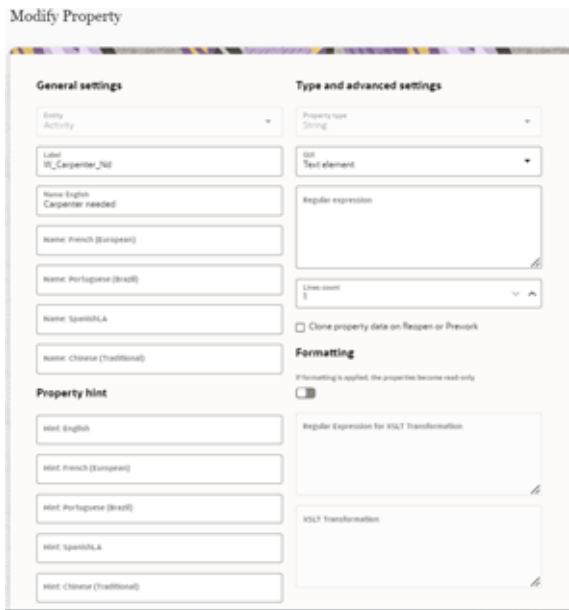 Modify Property
General settings
Entity
Activity
Label
W_Carpenter_Nd
Name: English
Carpenter needed
Name: French (European)
Name: Portuguese (Brazil)
Name: SpanishLA
Name: Chinese (Traditional)
Property hint
Hint: English
Hint: French (European)
Hint: Portuguese (Brazil)
Hint: SpanishLA
Hint: Chinese (Traditional)
Type and advanced settings
Property type
String
GUI
Text element
Regular expression
Lines count
1
Clone property data on Reopen or Prework
Formatting
If formatting is applied, the properties become read-only
Regular Expression for XSLT Transformation
XSLT Transformation